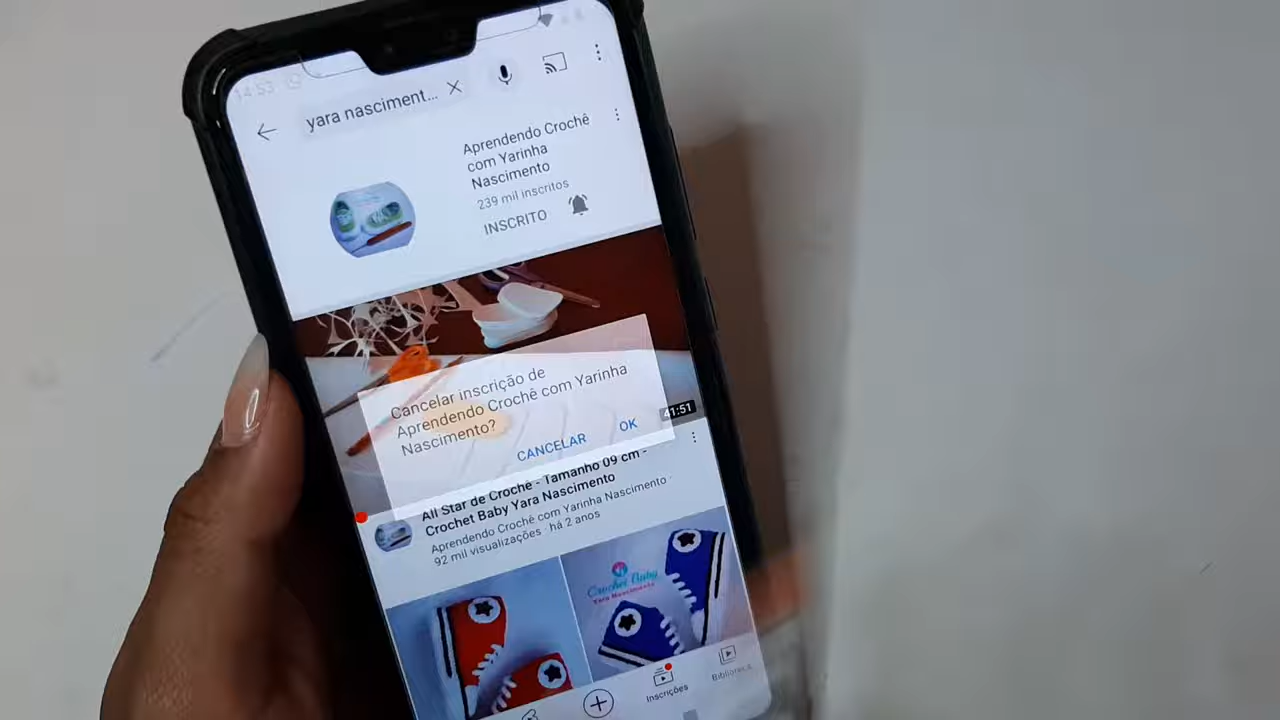 14:53
yara nasciment...
Aprendendo Crochê
com Yarinha
Nascimento
239 mil inscritos
INSCRITO
Cancelar inscrição de
Aprendendo Crochê com Yarinha
Nascimento?
CANCELAR OK
41:51
All Star de Crochê - Tamanho 09 cm -
Crochet Baby Yara Nascimento
Aprendendo Crochê com Yarinha Nascimento ·
92 mil visualizações · há 2 anos
Crochet Baby
Yara Nascimento
Inscrições
Biblioteca